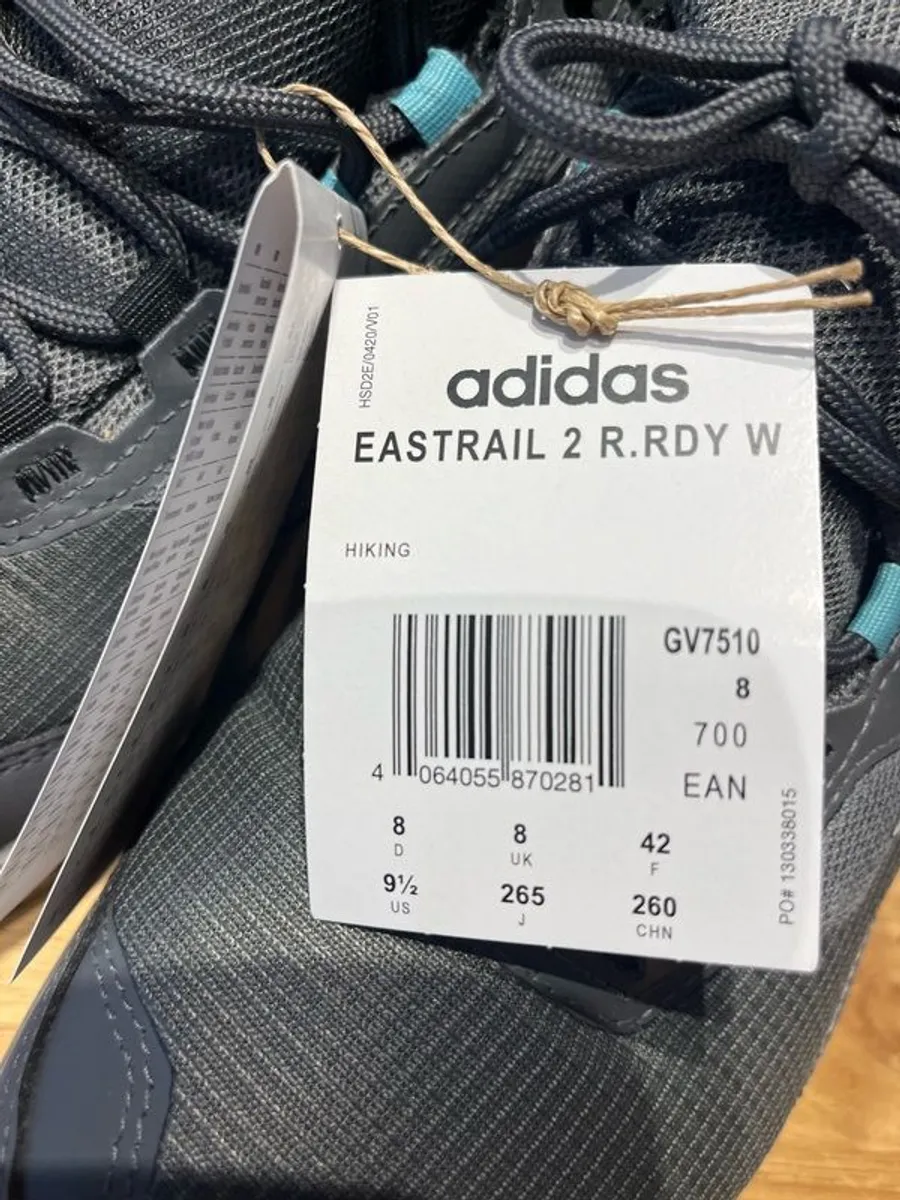 HSD2E/0420/V01
adidas
EASTRAIL 2 R.RDY W
HIKING
GV7510
8
700
EAN
4 064055 870281
8
D
8
UK
42
F
9½
US
265
J
260
CHN
PO# 130338015